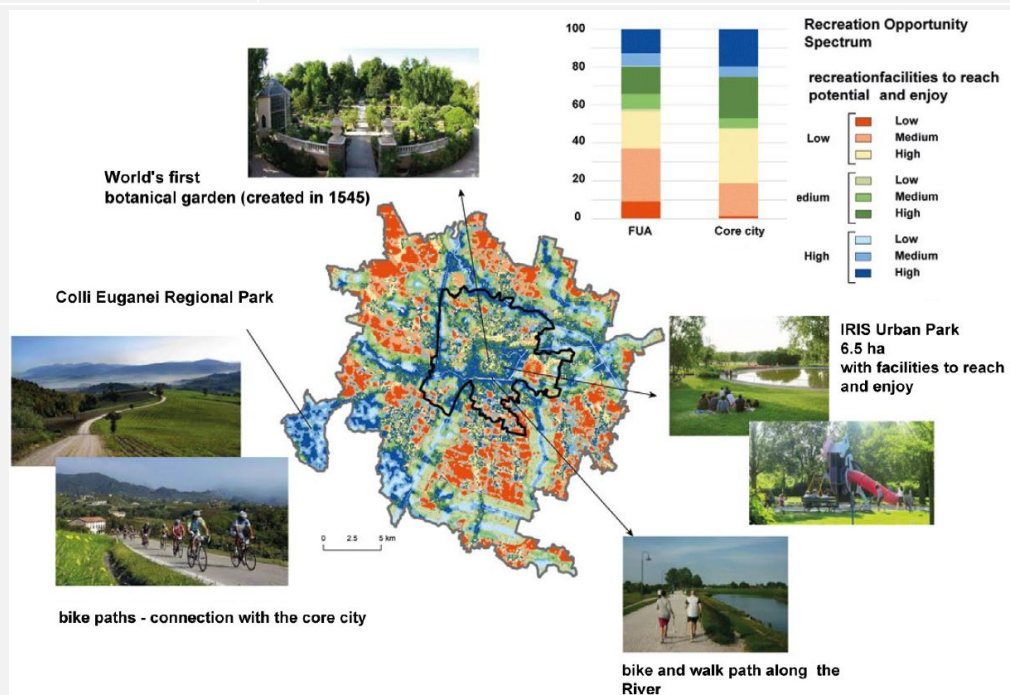 World's first
botanical garden (created in 1545)
Colli Euganei Regional Park
bike paths - connection with the core city
0 2.5 5 km
100
80
60
40
20
0
FUA Core city
Recreation Opportunity
Spectrum
recreationfacilities to reach
potential and enjoy
Low
Low
Medium
High
edium
Low
Medium
High
High
Low
Medium
High
IRIS Urban Park
6.5 ha
with facilities to reach
and enjoy
bike and walk path along the
River